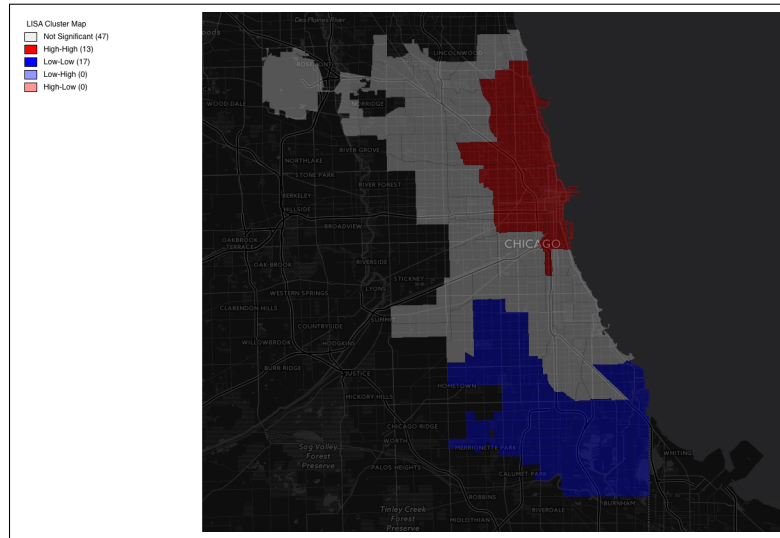 LISA Cluster Map
Not Significant (47)
High-High (13)
Low-Low (17)
Low-High (0)
High-Low (0)
Des Plaines River
LINCOLNWOOD
WOOD DALE
NORRIDGE
RIVER GROVE
NORTHLAKE
STONE PARK
RIVER FOREST
BERKELEY
HILLSIDE
BROADVIEW
OAKBROOK
TERRACE
CHICAGO
OAK BROOK
RIVERSIDE
STICKNEY
LYONS
WESTERN SPRINGS
CLARENDON HILLS
SUMMIT
COUNTRYSIDE
WILLOWBROOK
HODGKINS
BURR RIDGE
JUSTICE
HOMETOWN
HICKORY HILLS
CHICAGO RIDGE
WORTH
MERRIONETTE PARK
Sag Valley
Forest
Preserve
WHITING
PALOS HEIGHTS
CALUMET PARK
ROBBINS
BURNHAM
RIVERDALE
Tinley Creek
Forest
Preserve
MIDLOTHIAN